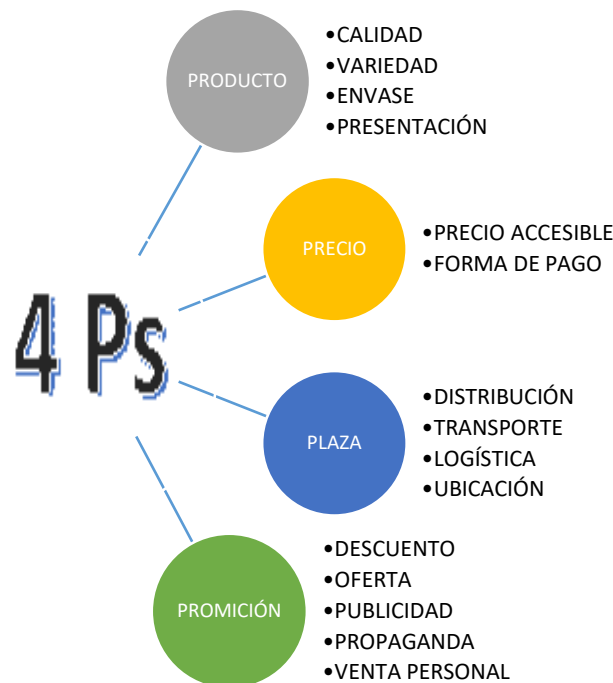 PRODUCTO
•CALIDAD
•VARIEDAD
•ENVASE
•PRESENTACIÓN
PRECIO
•PRECIO ACCESIBLE
•FORMA DE PAGO
4 Ps
PLAZA
•DISTRIBUCIÓN
•TRANSPORTE
•LOGÍSTICA
•UBICACIÓN
PROMICIÓN
•DESCUENTO
•OFERTA
•PUBLICIDAD
•PROPAGANDA
•VENTA PERSONAL